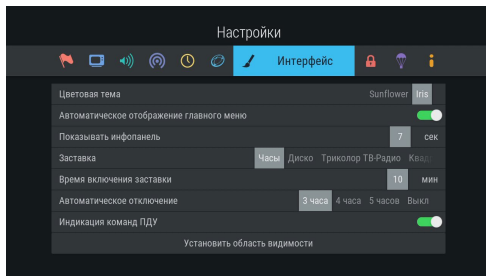 Настройки
Интерфейс
Цветовая тема Sunflower Iris
Автоматическое отображение главного меню
Показывать инфопанель 7 сек
Заставка Часы Диско Триколор ТВ-Радио Квад
Время включения заставки 10 мин
Автоматическое отключение 3 часа 4 часа 5 часов Выкл
Индикация команд ПДУ
Установить область видимости